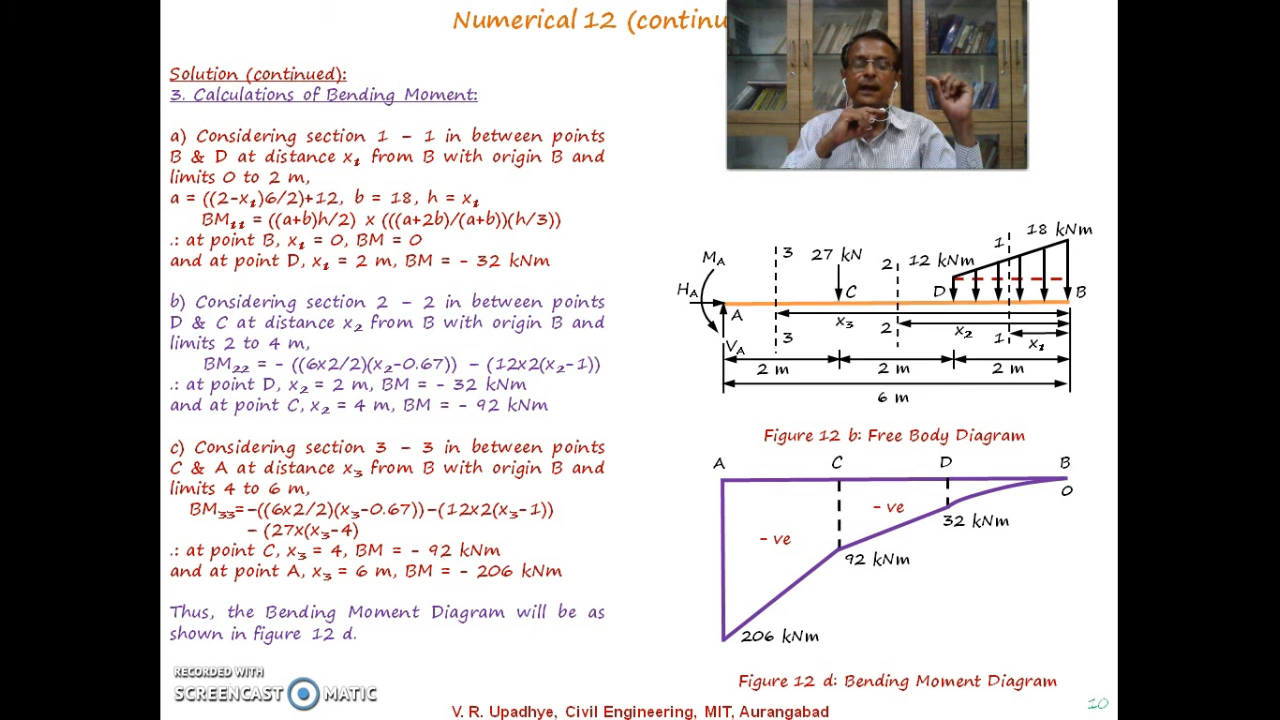 Numerical 12 (continu
Solution (continued):
3. Calculations of Bending Moment:
a) Considering section 1 – 1 in between points
B & D at distance x₁ from B with origin B and
limits 0 to 2 m,
a = ((2-x₁)6/2)+12, b = 18, h = x₁
BM₁₁ = ((a+b)h/2) x (((a+2b)/(a+b))(h/3))
∴ at point B, x₁ = 0, BM = 0
and at point D, x₁ = 2 m, BM = - 32 kNm
b) Considering section 2 – 2 in between points
D & C at distance x₂ from B with origin B and
limits 2 to 4 m,
BM₂₂ = - ((6x2/2)(x₂-0.67)) - (12x2(x₂-1))
∴ at point D, x₂ = 2 m, BM = - 32 kNm
and at point C, x₂ = 4 m, BM = - 92 kNm
c) Considering section 3 – 3 in between points
C & A at distance x₃ from B with origin B and
limits 4 to 6 m,
BM₃₃=-((6x2/2)(x₃-0.67))-(12x2(x₃-1))
- (27x(x₃-4)
∴ at point C, x₃ = 4, BM = - 92 kNm
and at point A, x₃ = 6 m, BM = - 206 kNm
Thus, the Bending Moment Diagram will be as
shown in figure 12 d.
RECORDED WITH
SCREENCAST MATIC
18 kNm
1
MA
3
27 kN
2
12 kNm
HA
C
D
B
A
x₃
x₂
VA
3
2
1
x₁
2 m
2 m
2 m
6 m
Figure 12 b: Free Body Diagram
A
C
D
B
0
- ve
32 kNm
- ve
92 kNm
206 kNm
Figure 12 d: Bending Moment Diagram
10
V. R. Upadhye, Civil Engineering, MIT, Aurangabad